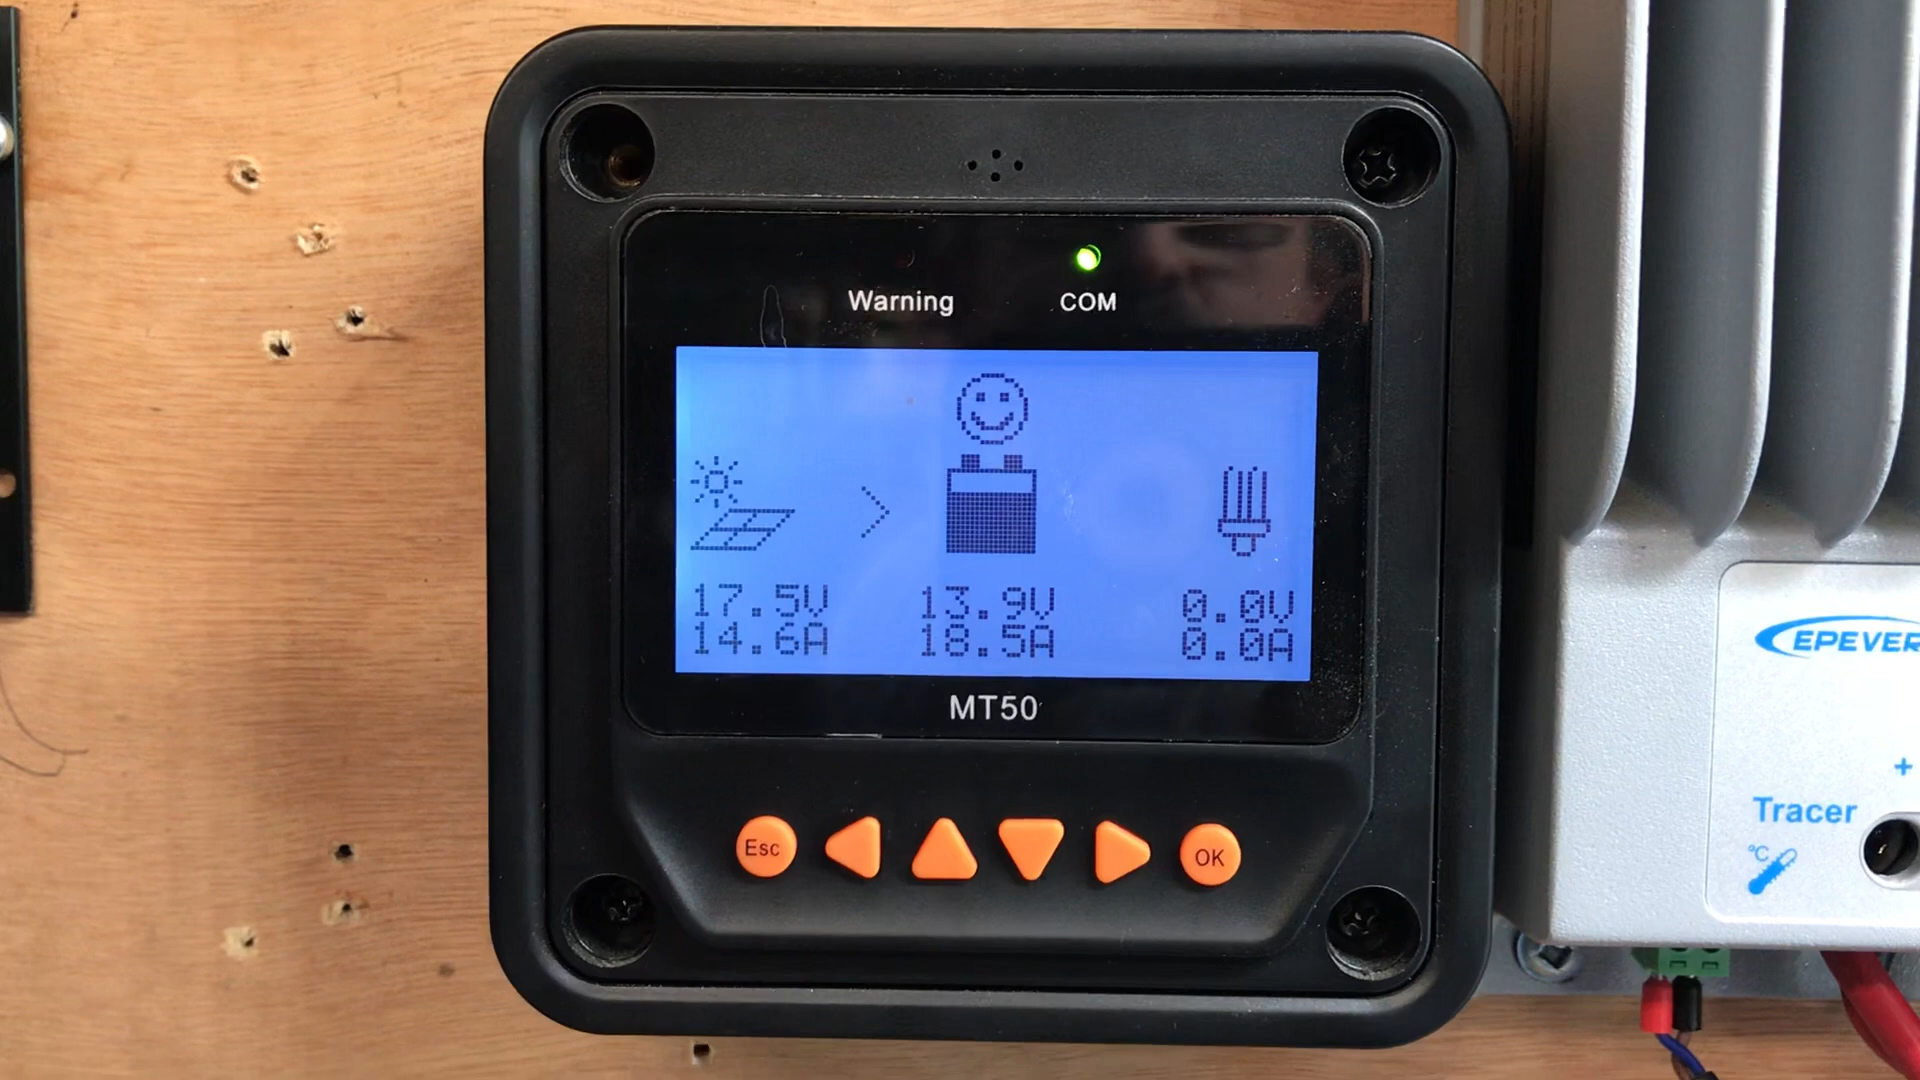 Warning COM
17.5V 13.9V 0.0V
14.6A 18.5A 0.0A
MT50
Esc OK
EPEVER
+
Tracer
°C